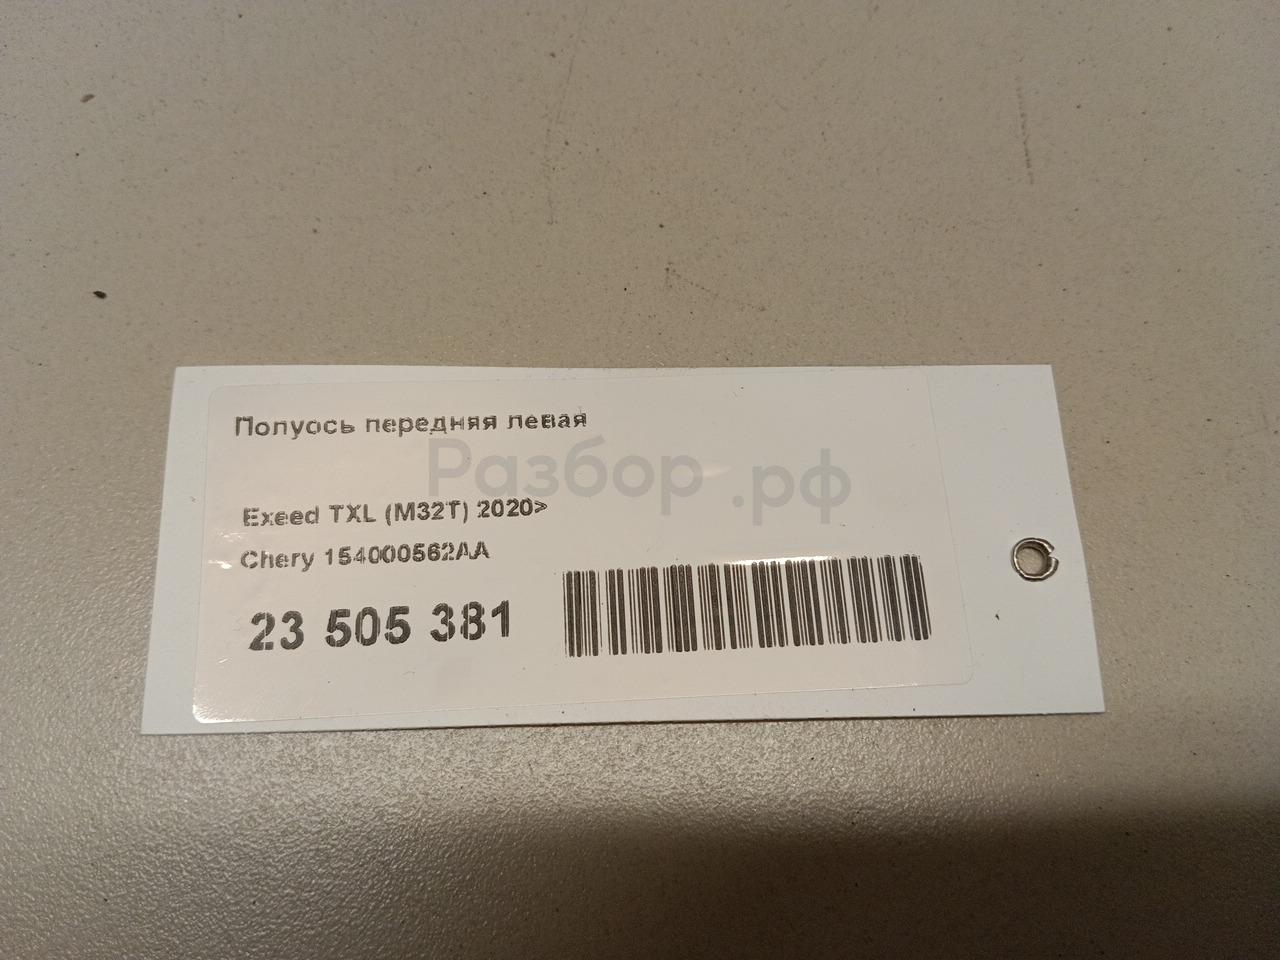 Полуось передняя левая
Разбор.рф
Exeed TXL (M32T) 2020>
Chery 154000562AA
23 505 381